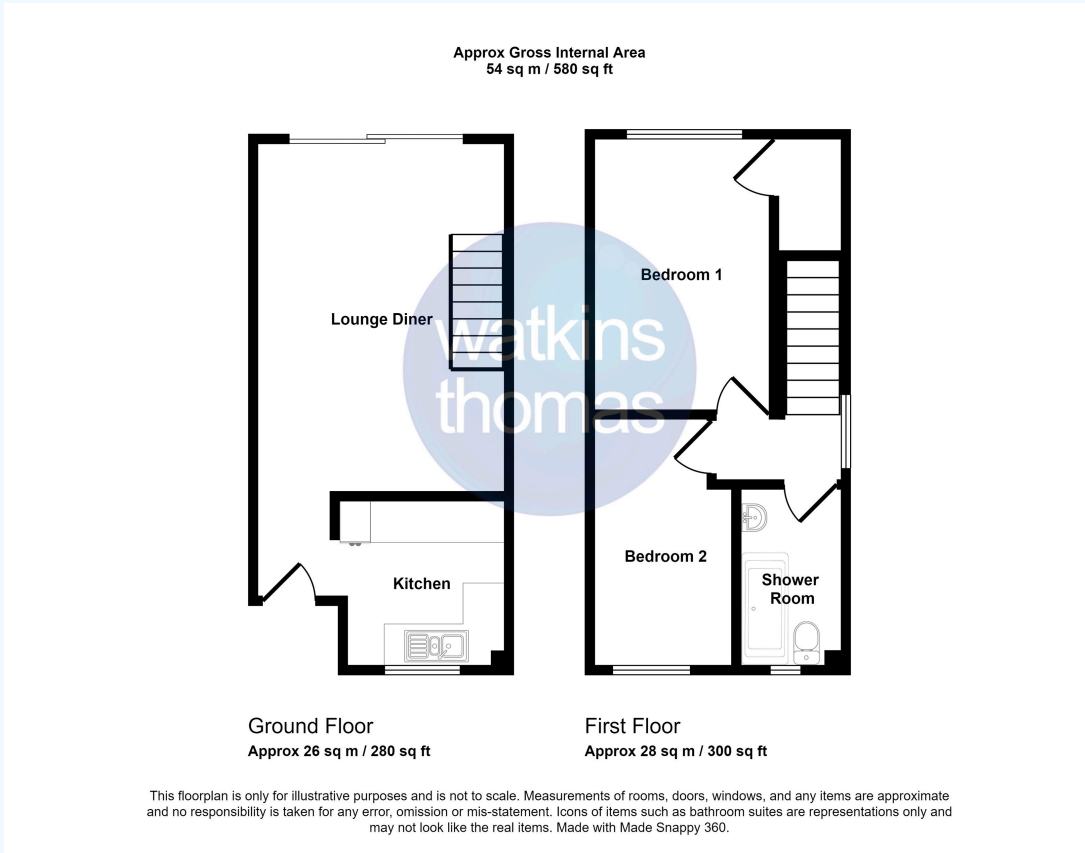 Approx Gross Internal Area
54 sq m / 580 sq ft
Bedroom 1
Lounge Diner
watkins
thomas
Bedroom 2
Kitchen
Shower
Room
Ground Floor
Approx 26 sq m / 280 sq ft
First Floor
Approx 28 sq m / 300 sq ft
This floorplan is only for illustrative purposes and is not to scale. Measurements of rooms, doors, windows, and any items are approximate
and no responsibility is taken for any error, omission or mis-statement. Icons of items such as bathroom suites are representations only and
may not look like the real items. Made with Made Snappy 360.